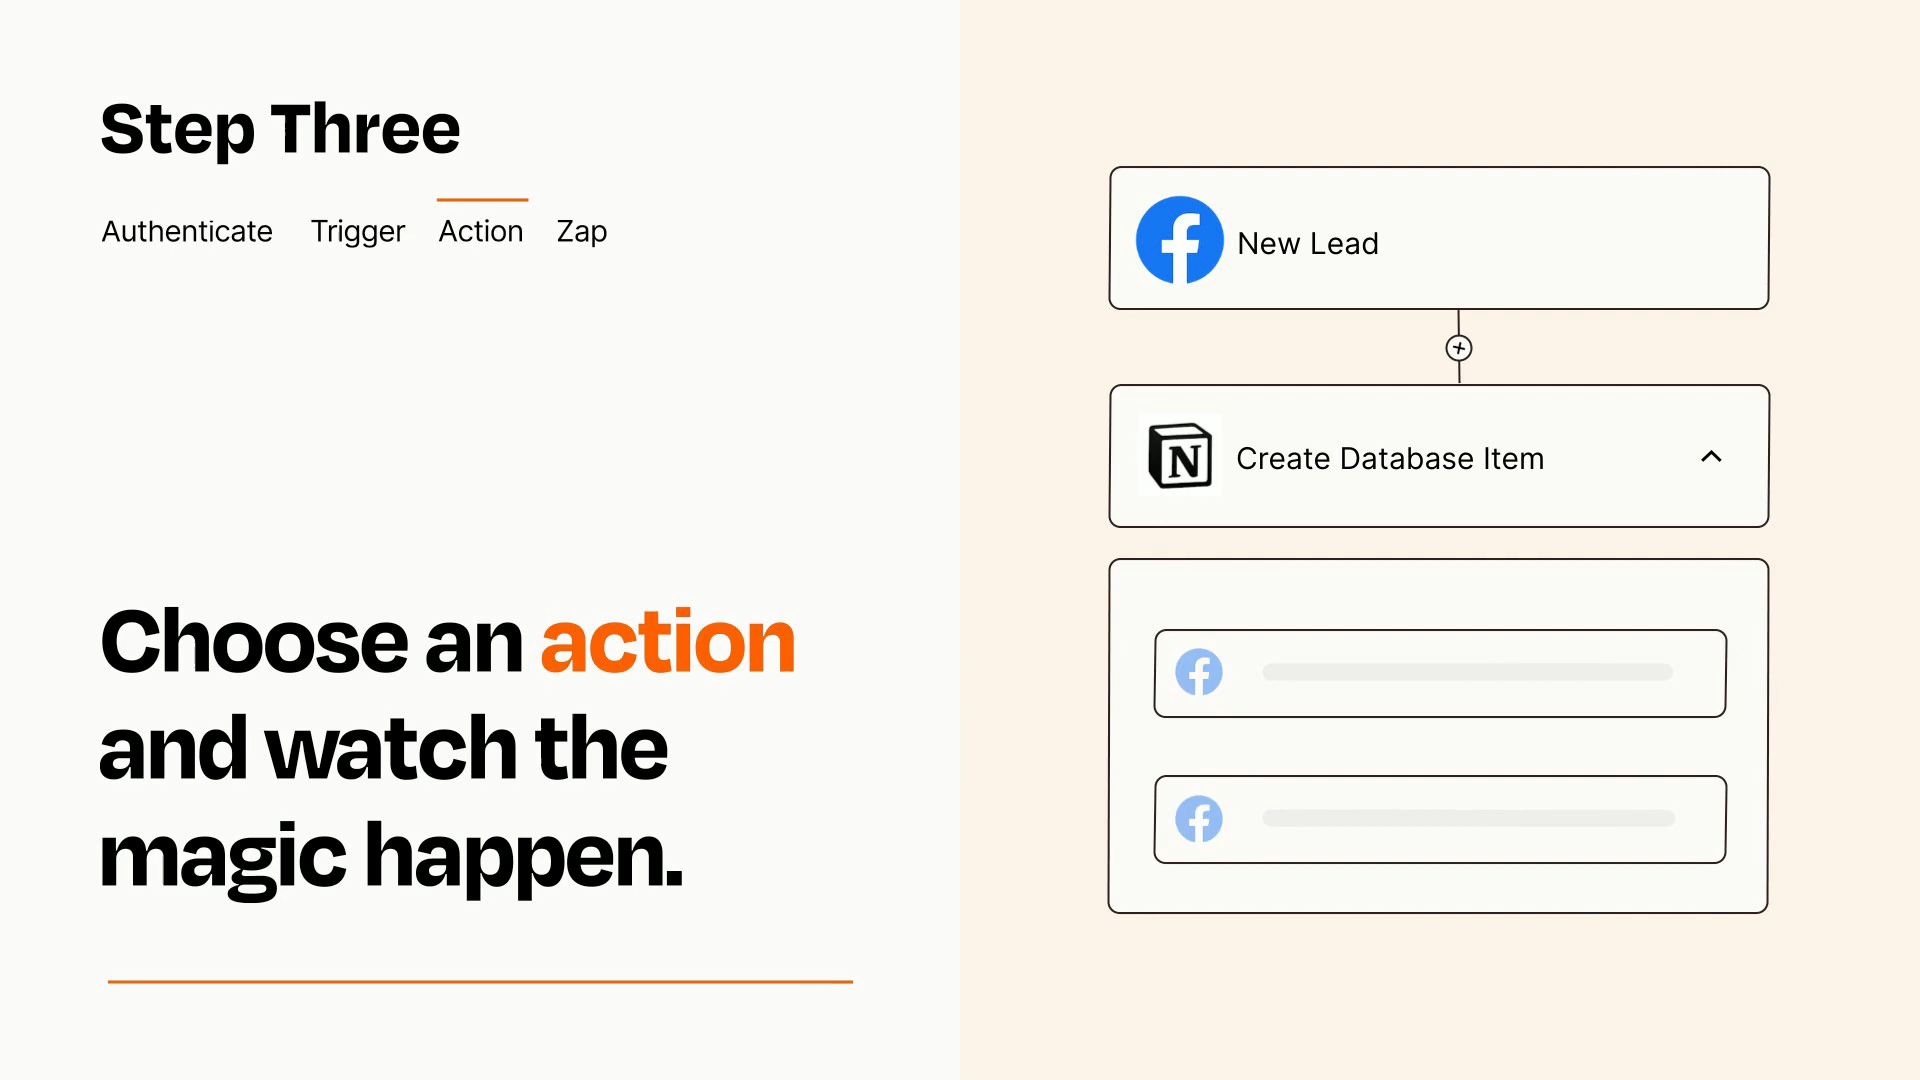 Step Three
Authenticate Trigger Action Zap
Choose an action
and watch the
magic happen.
New Lead
N Create Database Item